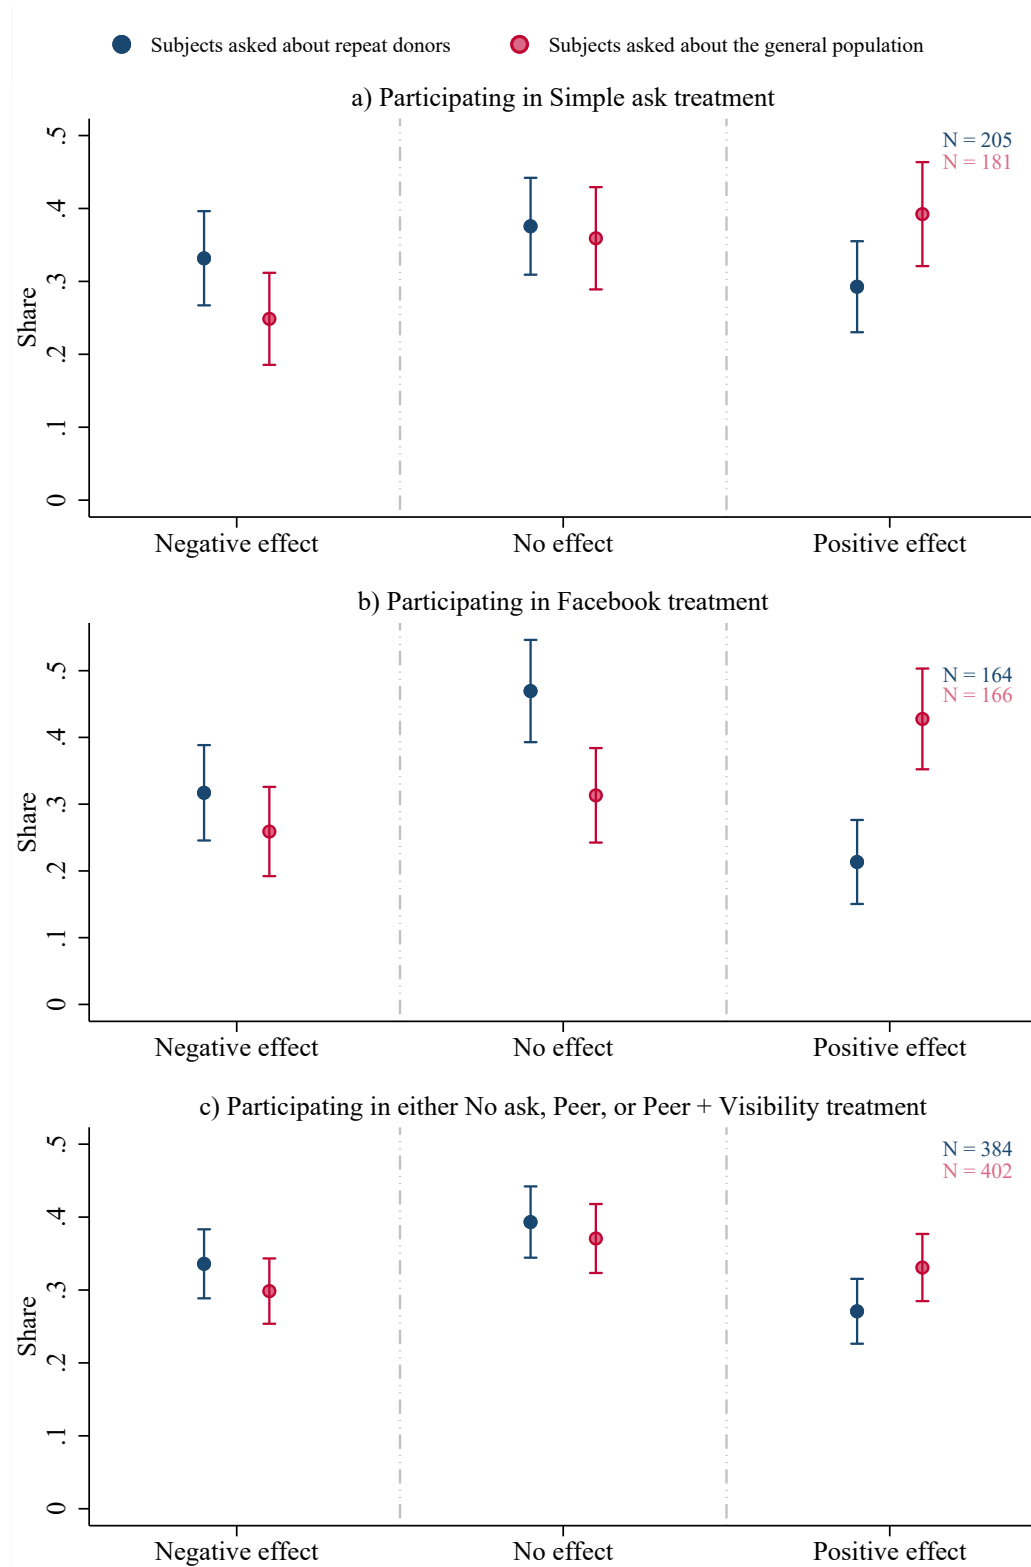 Subjects asked about repeat donors
Subjects asked about the general population
a) Participating in Simple ask treatment
N = 205
N = 181
Share
.5
.4
.3
.2
.1
0
Negative effect
No effect
Positive effect
b) Participating in Facebook treatment
N = 164
N = 166
Share
.5
.4
.3
.2
.1
0
Negative effect
No effect
Positive effect
c) Participating in either No ask, Peer, or Peer + Visibility treatment
N = 384
N = 402
Share
.5
.4
.3
.2
.1
0
Negative effect
No effect
Positive effect